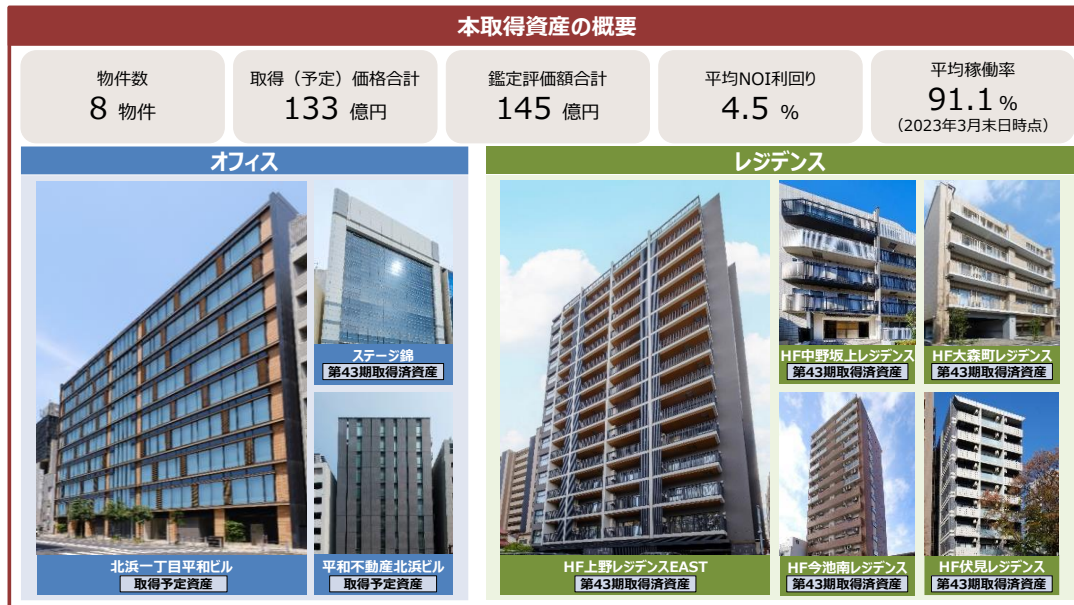 本取得資産の概要
物件数
8 物件
取得（予定）価格合計
133 億円
鑑定評価額合計
145 億円
平均NOI利回り
4.5 %
平均稼働率
91.1 %
（2023年3月末日時点）
オフィス
北浜一丁目平和ビル
取得予定資産
ステージ錦
第43期取得済資産
平和不動産北浜ビル
取得予定資産
レジデンス
HF上野レジデンスEAST
第43期取得済資産
HF中野坂上レジデンス
第43期取得済資産
HF大森町レジデンス
第43期取得済資産
HF今池南レジデンス
第43期取得済資産
HF伏見レジデンス
第43期取得済資産